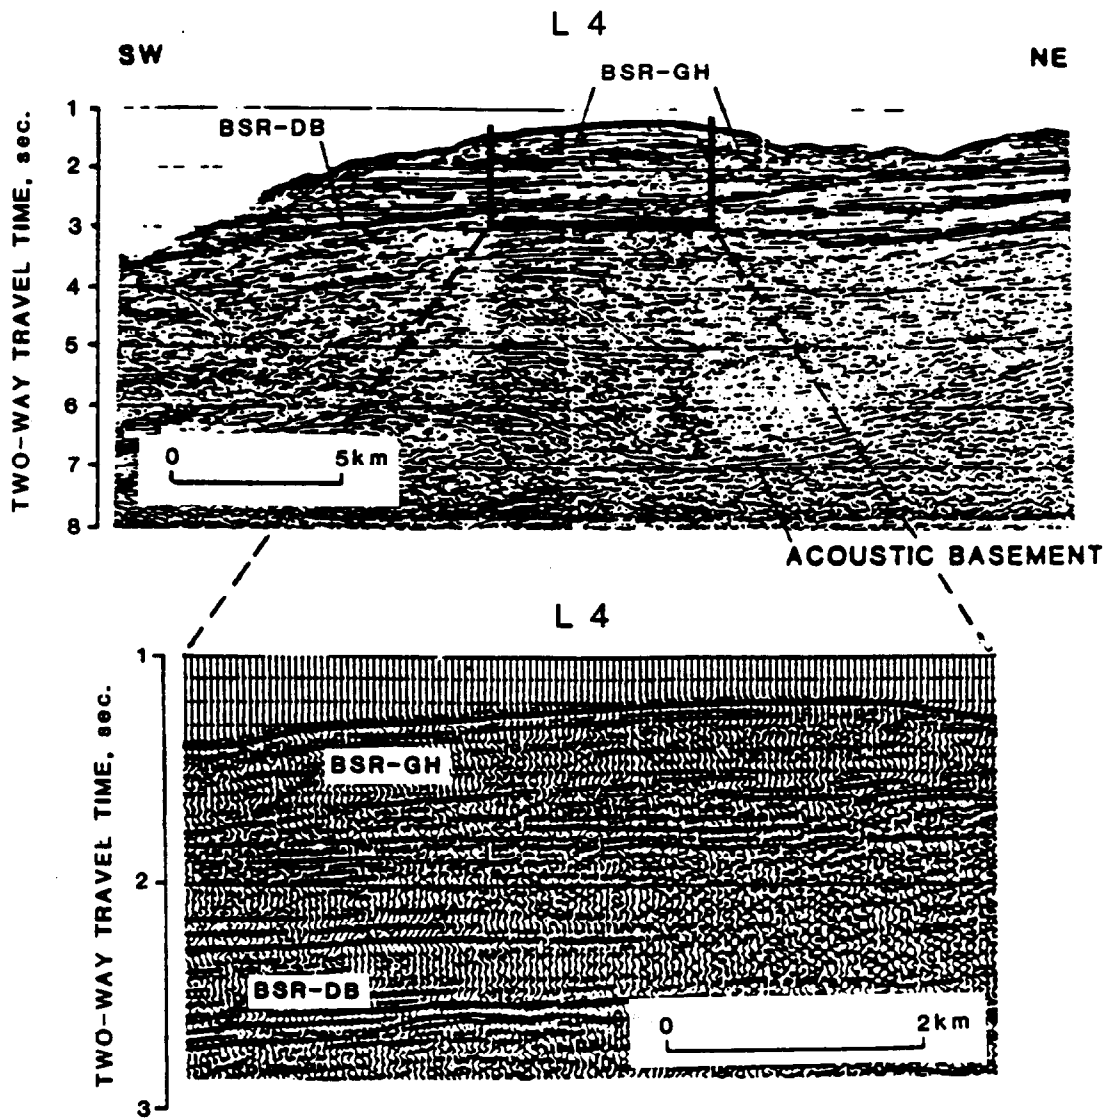 L 4
SW
NE
BSR-GH
BSR-DB
TWO-WAY TRAVEL TIME, sec.
1
2
3
4
5
6
7
8
0 5km
ACOUSTIC BASEMENT
L 4
TWO-WAY TRAVEL TIME, sec.
1
2
3
BSR-GH
BSR-DB
0 2km